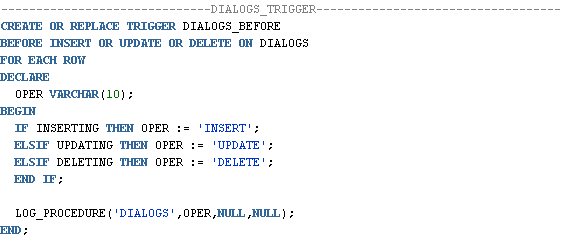 ------------------------------DIALOGS_TRIGGER-----------------------------------
CREATE OR REPLACE TRIGGER DIALOGS_BEFORE
BEFORE INSERT OR UPDATE OR DELETE ON DIALOGS
FOR EACH ROW
DECLARE
  OPER VARCHAR(10);
BEGIN
  IF INSERTING THEN OPER := 'INSERT';
  ELSIF UPDATING THEN OPER := 'UPDATE';
  ELSIF DELETING THEN OPER := 'DELETE';
  END IF;
  LOG_PROCEDURE('DIALOGS',OPER,NULL,NULL);
END;